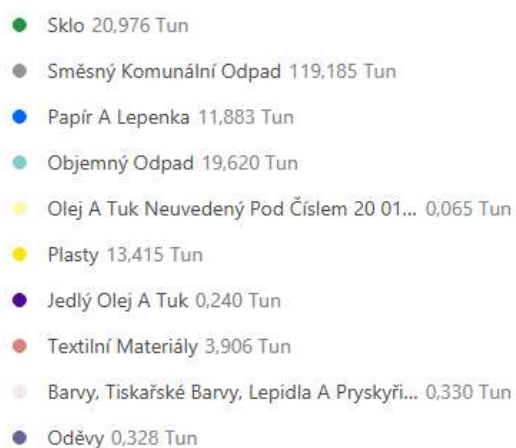 Sklo 20,976 Tun
Směsný Komunální Odpad 119,185 Tun
Papír A Lepenka 11,883 Tun
Objemný Odpad 19,620 Tun
Olej A Tuk Neuvedený Pod Číslem 20 01... 0,065 Tun
Plasty 13,415 Tun
Jedlý Olej A Tuk 0,240 Tun
Textilní Materiály 3,906 Tun
Barvy, Tiskařské Barvy, Lepidla A Pryskyři... 0,330 Tun
Oděvy 0,328 Tun